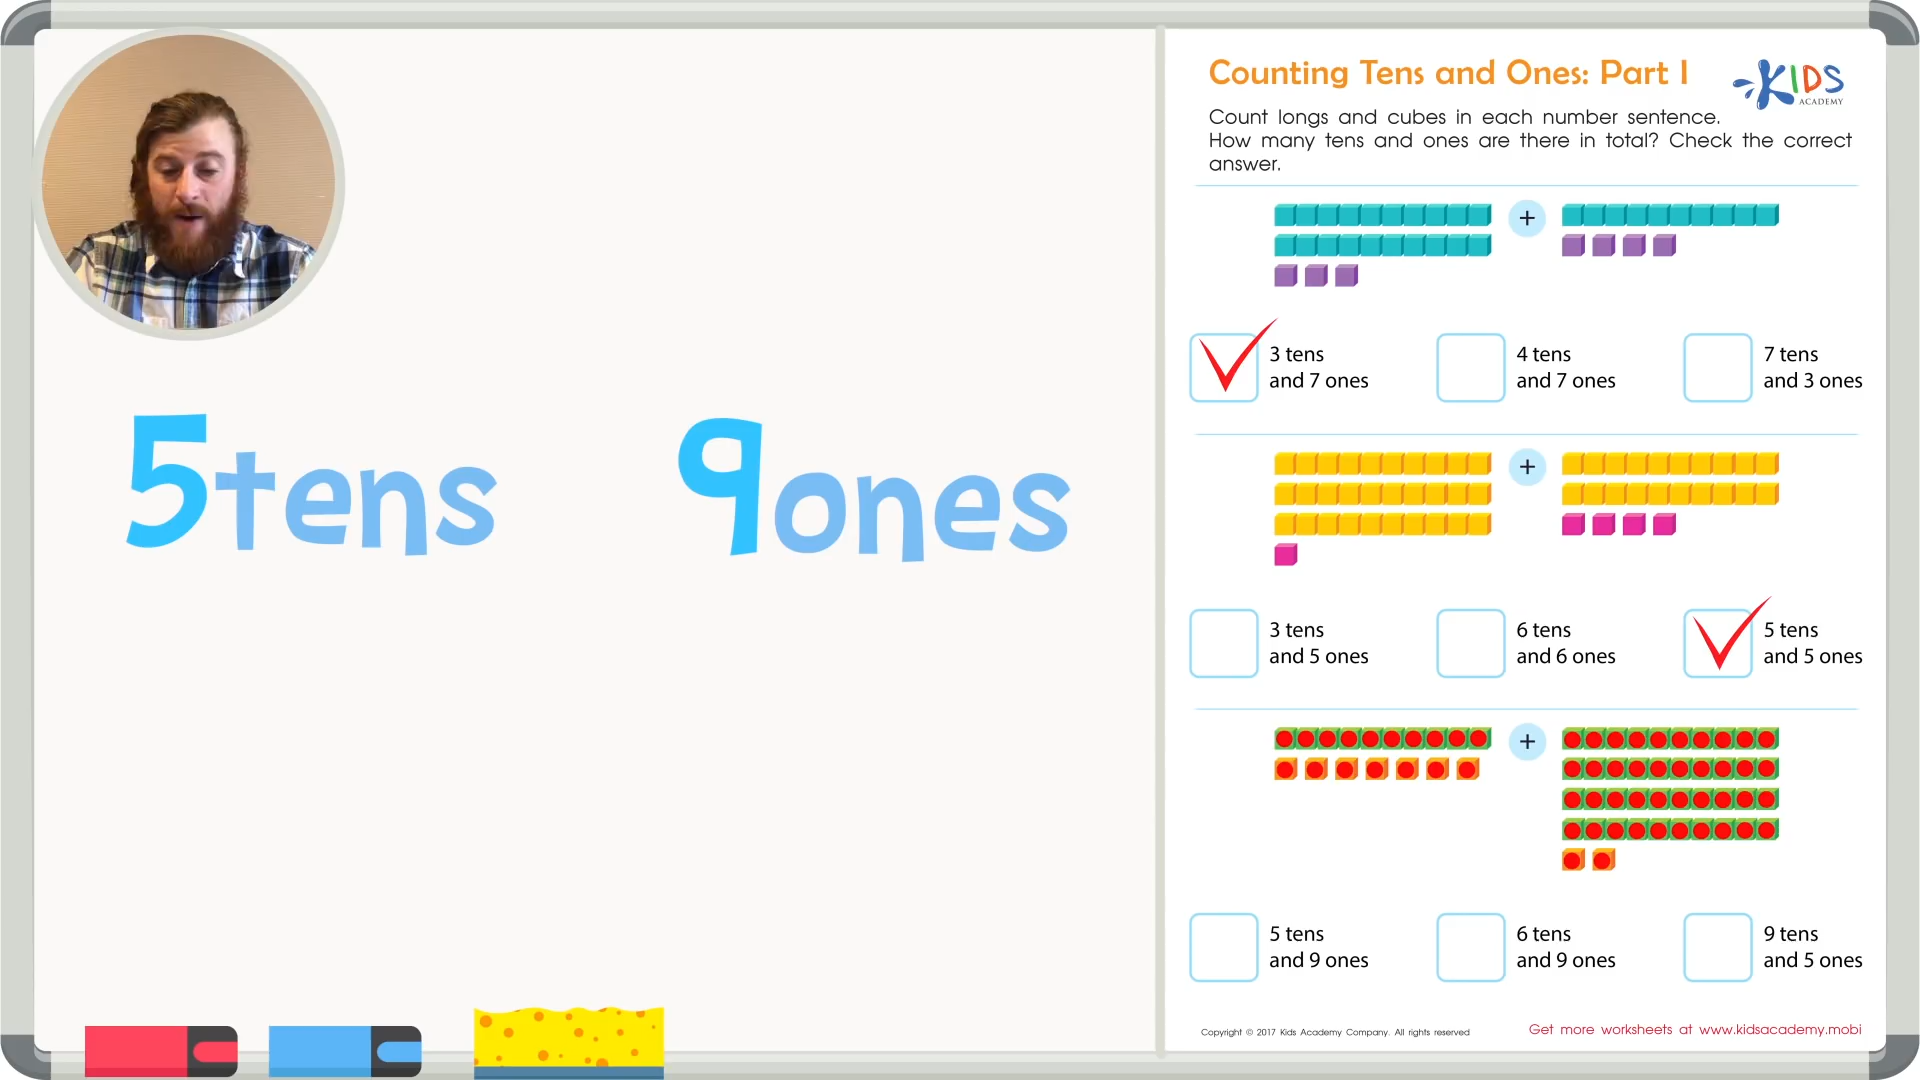 5 tens 9 ones
Counting Tens and Ones: Part I
KIDS
ACADEMY
Count longs and cubes in each number sentence.
How many tens and ones are there in total? Check the correct
answer.
+
3 tens
and 7 ones
4 tens
and 7 ones
7 tens
and 3 ones
+
3 tens
and 5 ones
6 tens
and 6 ones
5 tens
and 5 ones
+
5 tens
and 9 ones
6 tens
and 9 ones
9 tens
and 5 ones
Copyright © 2017 Kids Academy Company. All rights reserved
Get more worksheets at www.kidsacademy.mobi